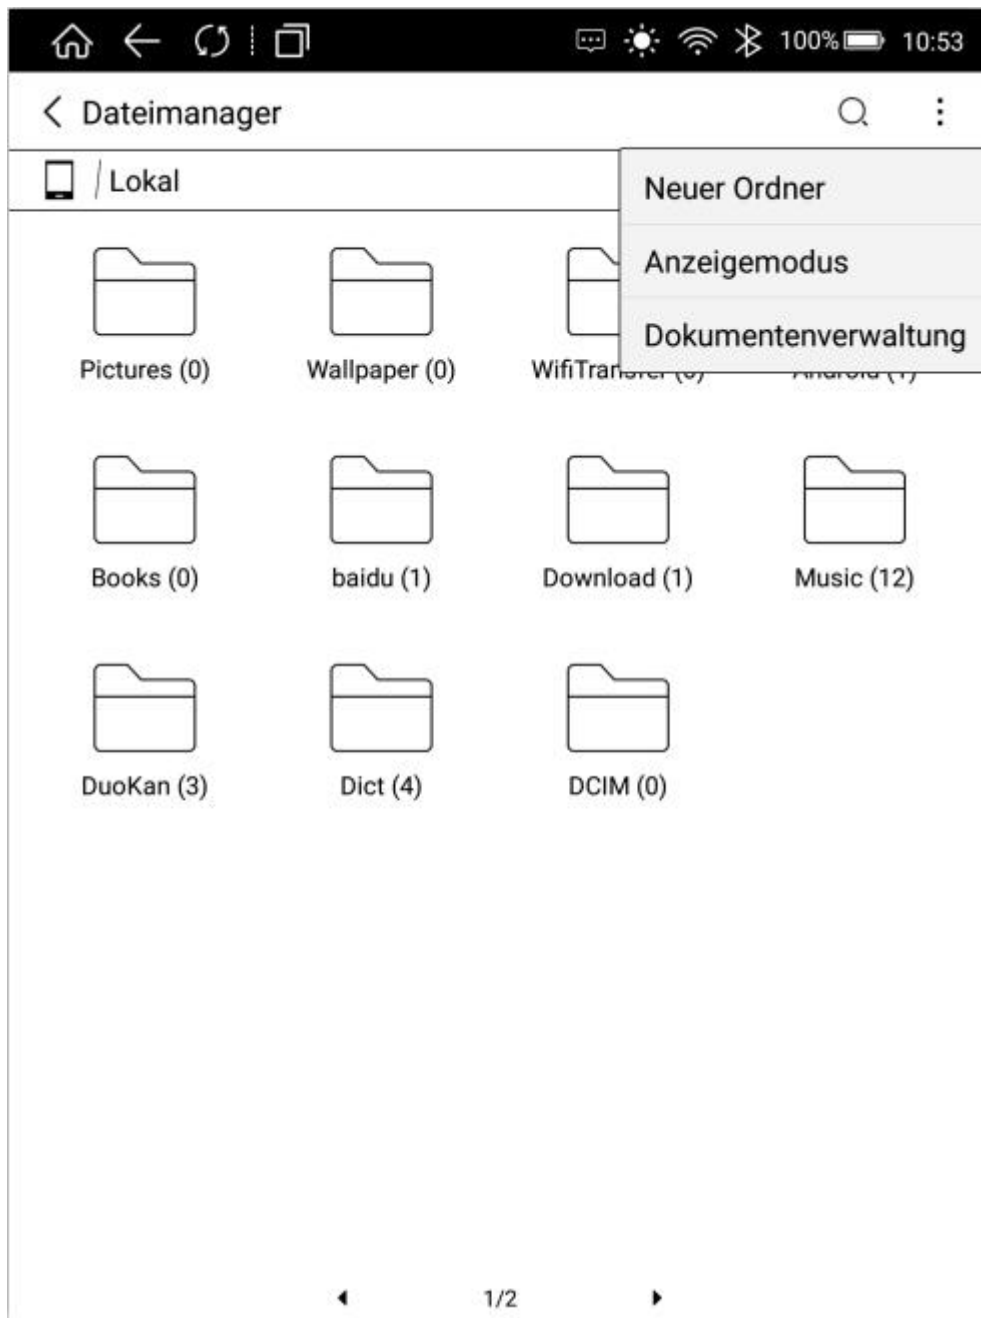 100% 10:53
Dateimanager
/ Lokal
Neuer Ordner
Anzeigemodus
Dokumentenverwaltung
Pictures (0) Wallpaper (0)
Books (0) baidu (1) Download (1) Music (12)
DuoKan (3) Dict (4) DCIM (0)
1/2